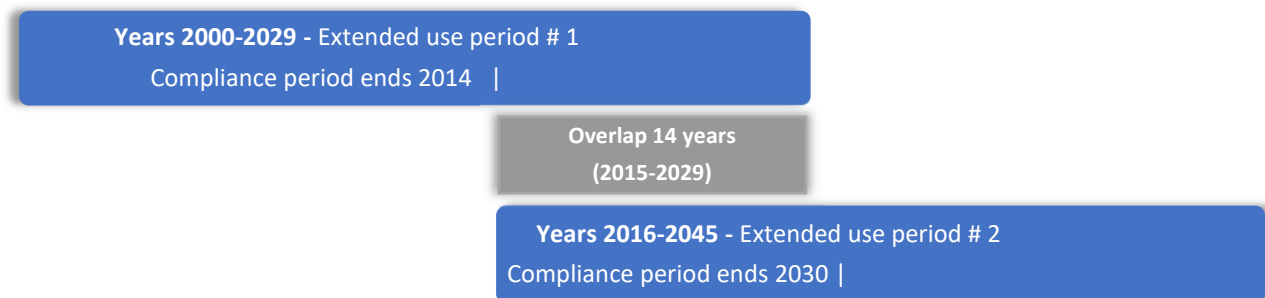 Years 2000-2029 - Extended use period # 1
Compliance period ends 2014 |
Overlap 14 years
(2015-2029)
Years 2016-2045 - Extended use period # 2
Compliance period ends 2030 |